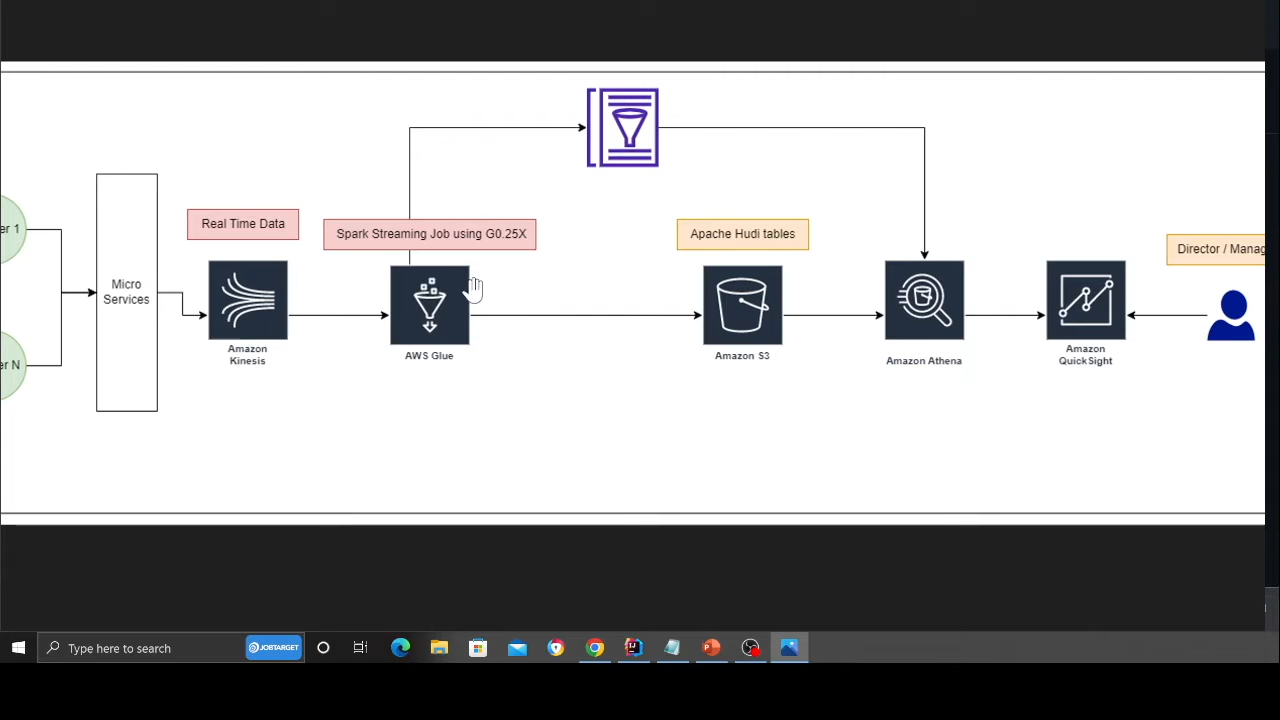 er 1
er N
Micro
Services
Real Time Data
Amazon
Kinesis
Spark Streaming Job using G0.25X
AWS Glue
Apache Hudi tables
Amazon S3
Amazon Athena
Amazon
QuickSight
Director / Manag
Type here to search
JOBTARGET